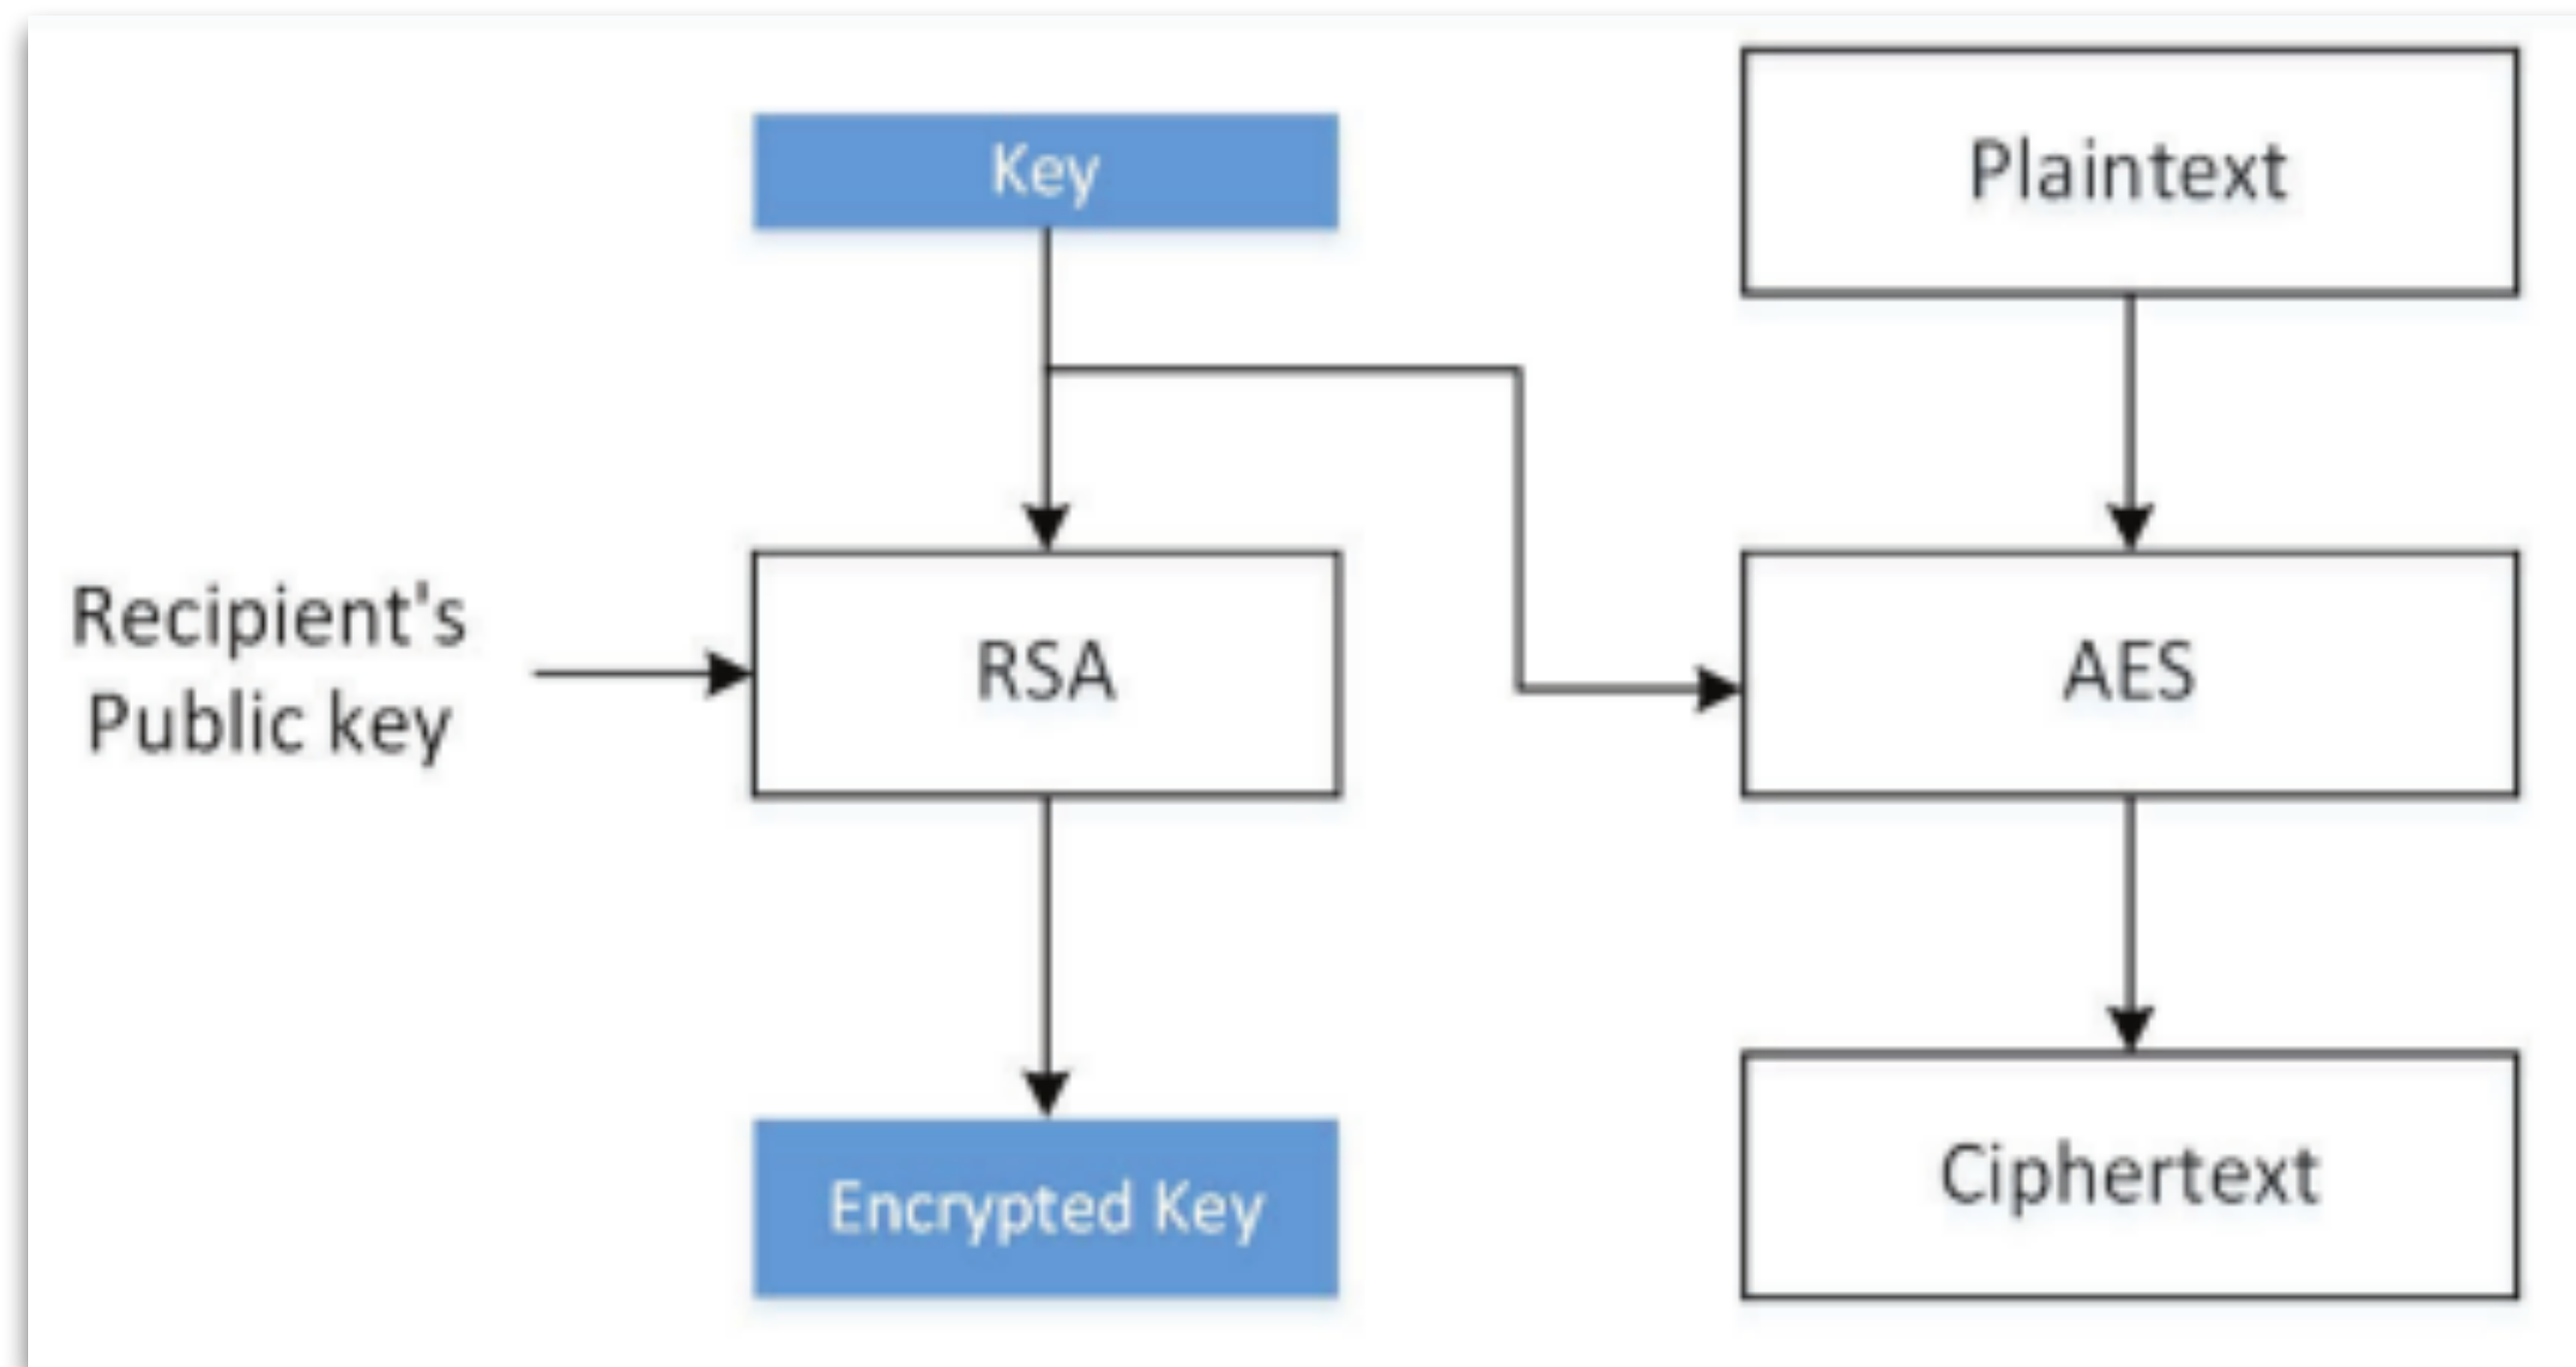 Key
Plaintext
Recipient's
Public key
RSA
AES
Encrypted Key
Ciphertext